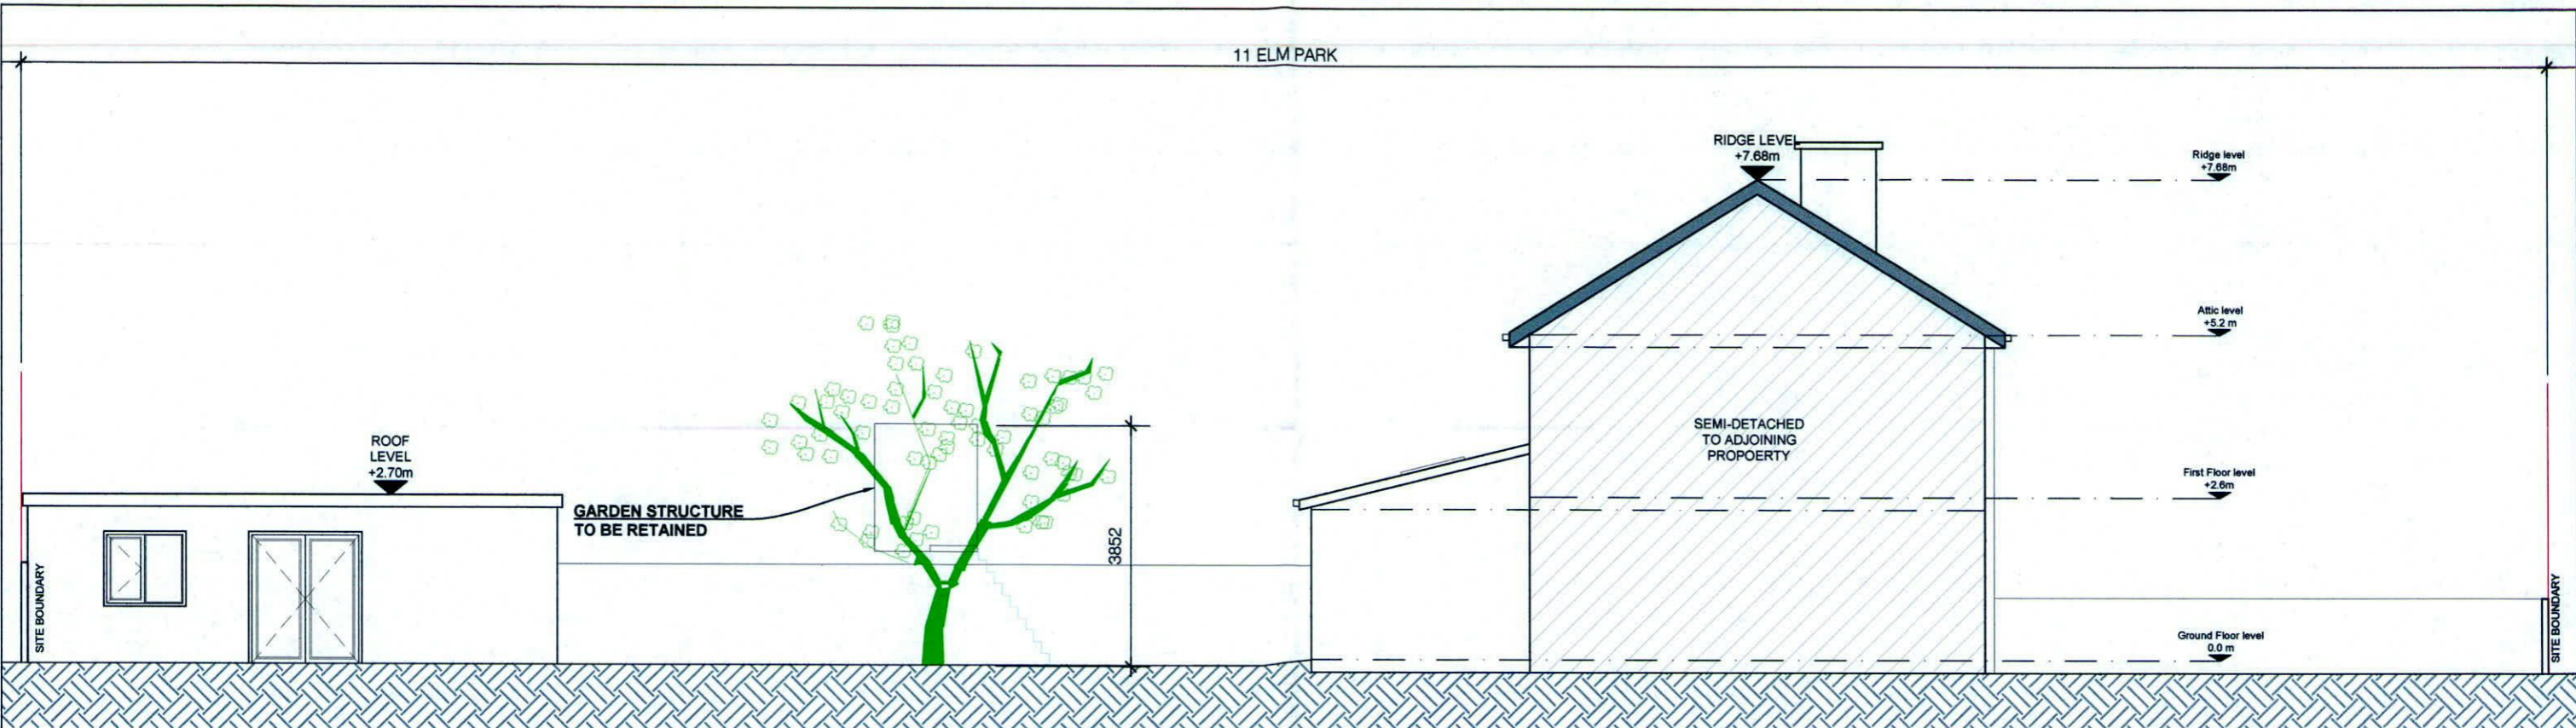 11 ELM PARK
RIDGE LEVEL
+7.68m
Ridge level
+7.68m
Attic level
+5.2 m
ROOF
LEVEL
+2.70m
SEMI-DETACHED
TO ADJOINING
PROPOERTY
First Floor level
+2.6m
GARDEN STRUCTURE
TO BE RETAINED
3852
SITE BOUNDARY
Ground Floor level
0.0 m
SITE BOUNDARY